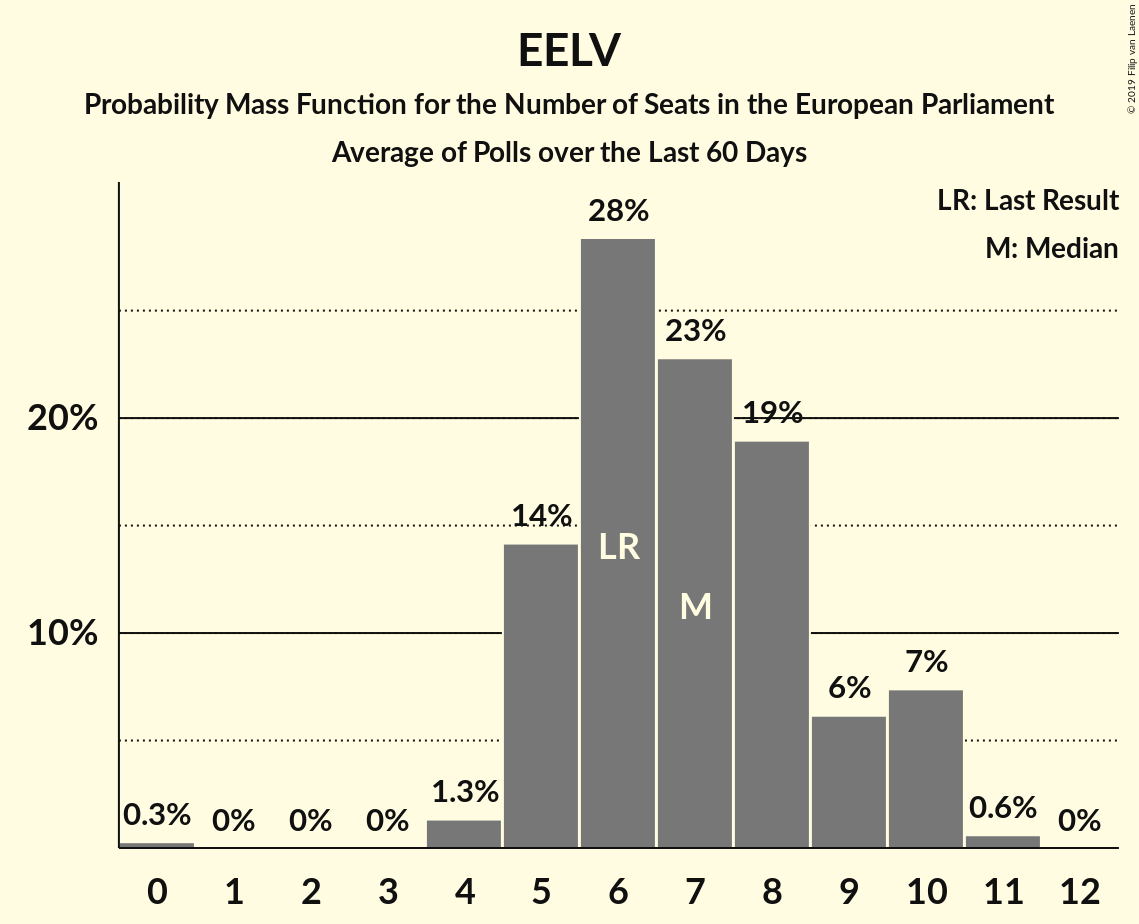 EELV
Probability Mass Function for the Number of Seats in the European Parliament
Average of Polls over the Last 60 Days
© 2019 Filip van Laenen
LR: Last Result
M: Median
28%
23%
20%
19%
14%
LR
M
10%
7%
6%
1.3%
0.3%
0%
0%
0%
0.6%
0%
0 1 2 3 4 5 6 7 8 9 10 11 12